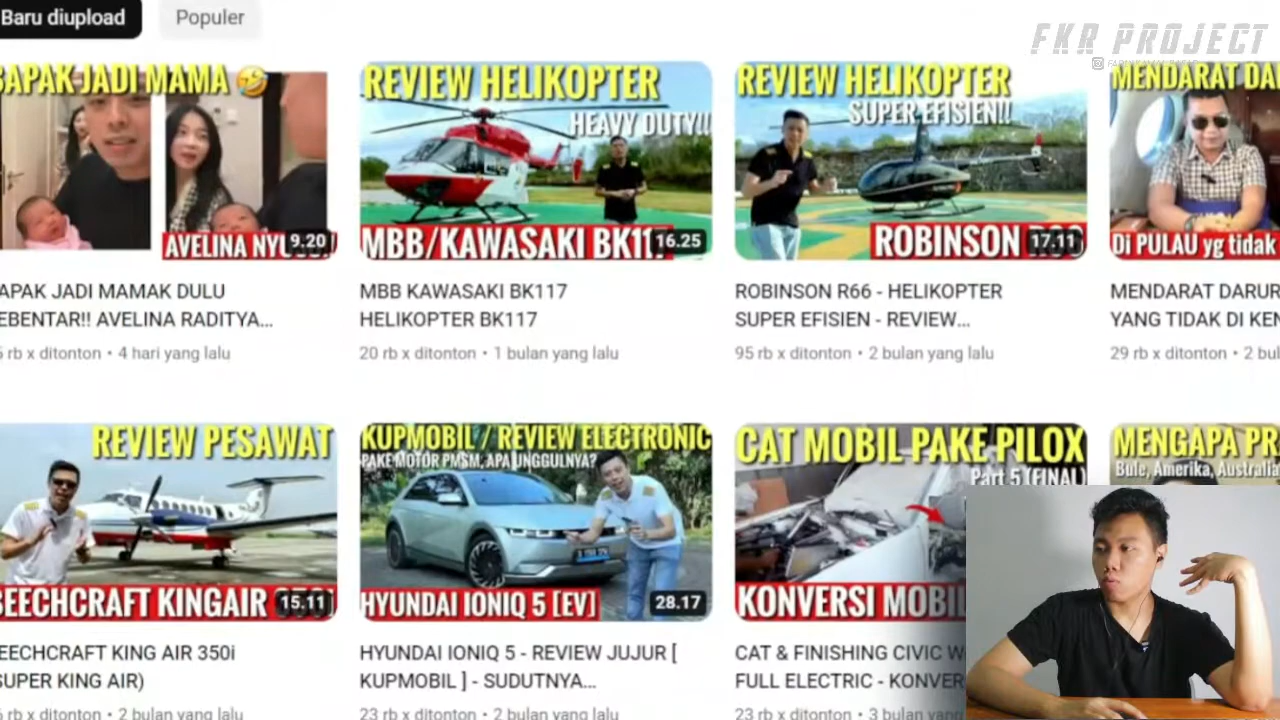 Baru diupload
Populer
FKR PROJECT
BAPAK JADI MAMA 🤣
AVELINA
9.20
REVIEW HELIKOPTER
HEAVY DUTY!!
MBB/KAWASAKI BK117
16.25
REVIEW HELIKOPTER
SUPER EFISIEN!!
ROBINSON
17.11
MENDARAT DA
Di PULAU yg tidak
APAK JADI MAMAK DULU
EBENTAR!! AVELINA RADITYA...
rb x ditonton • 4 hari yang lalu
MBB KAWASAKI BK117
HELIKOPTER BK117
20 rb x ditonton • 1 bulan yang lalu
ROBINSON R66 - HELIKOPTER
SUPER EFISIEN - REVIEW...
95 rb x ditonton • 2 bulan yang lalu
MENDARAT DARUR
YANG TIDAK DI KEN
29 rb x ditonton • 2 bul
REVIEW PESAWAT
BEECHCRAFT KINGAIR
15.11
KUPMOBIL / REVIEW ELECTRONIC
PAKE MOTOR PMSM, APA UNGGULNYA?
HYUNDAI IONIQ 5 [EV]
28.17
CAT MOBIL PAKE PILOX
Part 5 (FINAL)
KONVERSI MOBIL
MENGAPA PR
Bule, Amerika, Australia
EECHCRAFT KING AIR 350i
SUPER KING AIR)
rb x ditonton • 2 bulan yang lalu
HYUNDAI IONIQ 5 - REVIEW JUJUR [
KUPMOBIL ] - SUDUTNYA...
23 rb x ditonton • 2 bulan yang lalu
CAT & FINISHING CIVIC W
FULL ELECTRIC - KONVER
23 rb x ditonton • 3 bulan yang lalu